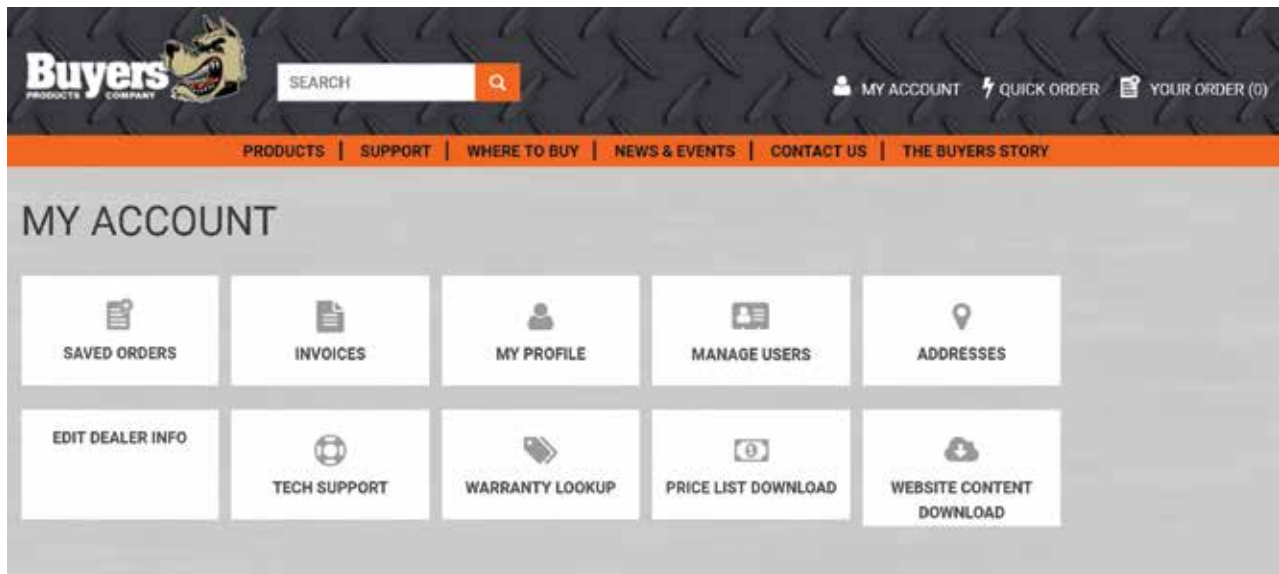 Buyers
PRODUCTS COMPANY
SEARCH
MY ACCOUNT QUICK ORDER YOUR ORDER (0)
PRODUCTS | SUPPORT | WHERE TO BUY | NEWS & EVENTS | CONTACT US | THE BUYERS STORY
MY ACCOUNT
SAVED ORDERS INVOICES MY PROFILE MANAGE USERS ADDRESSES
EDIT DEALER INFO
TECH SUPPORT WARRANTY LOOKUP PRICE LIST DOWNLOAD WEBSITE CONTENT
DOWNLOAD